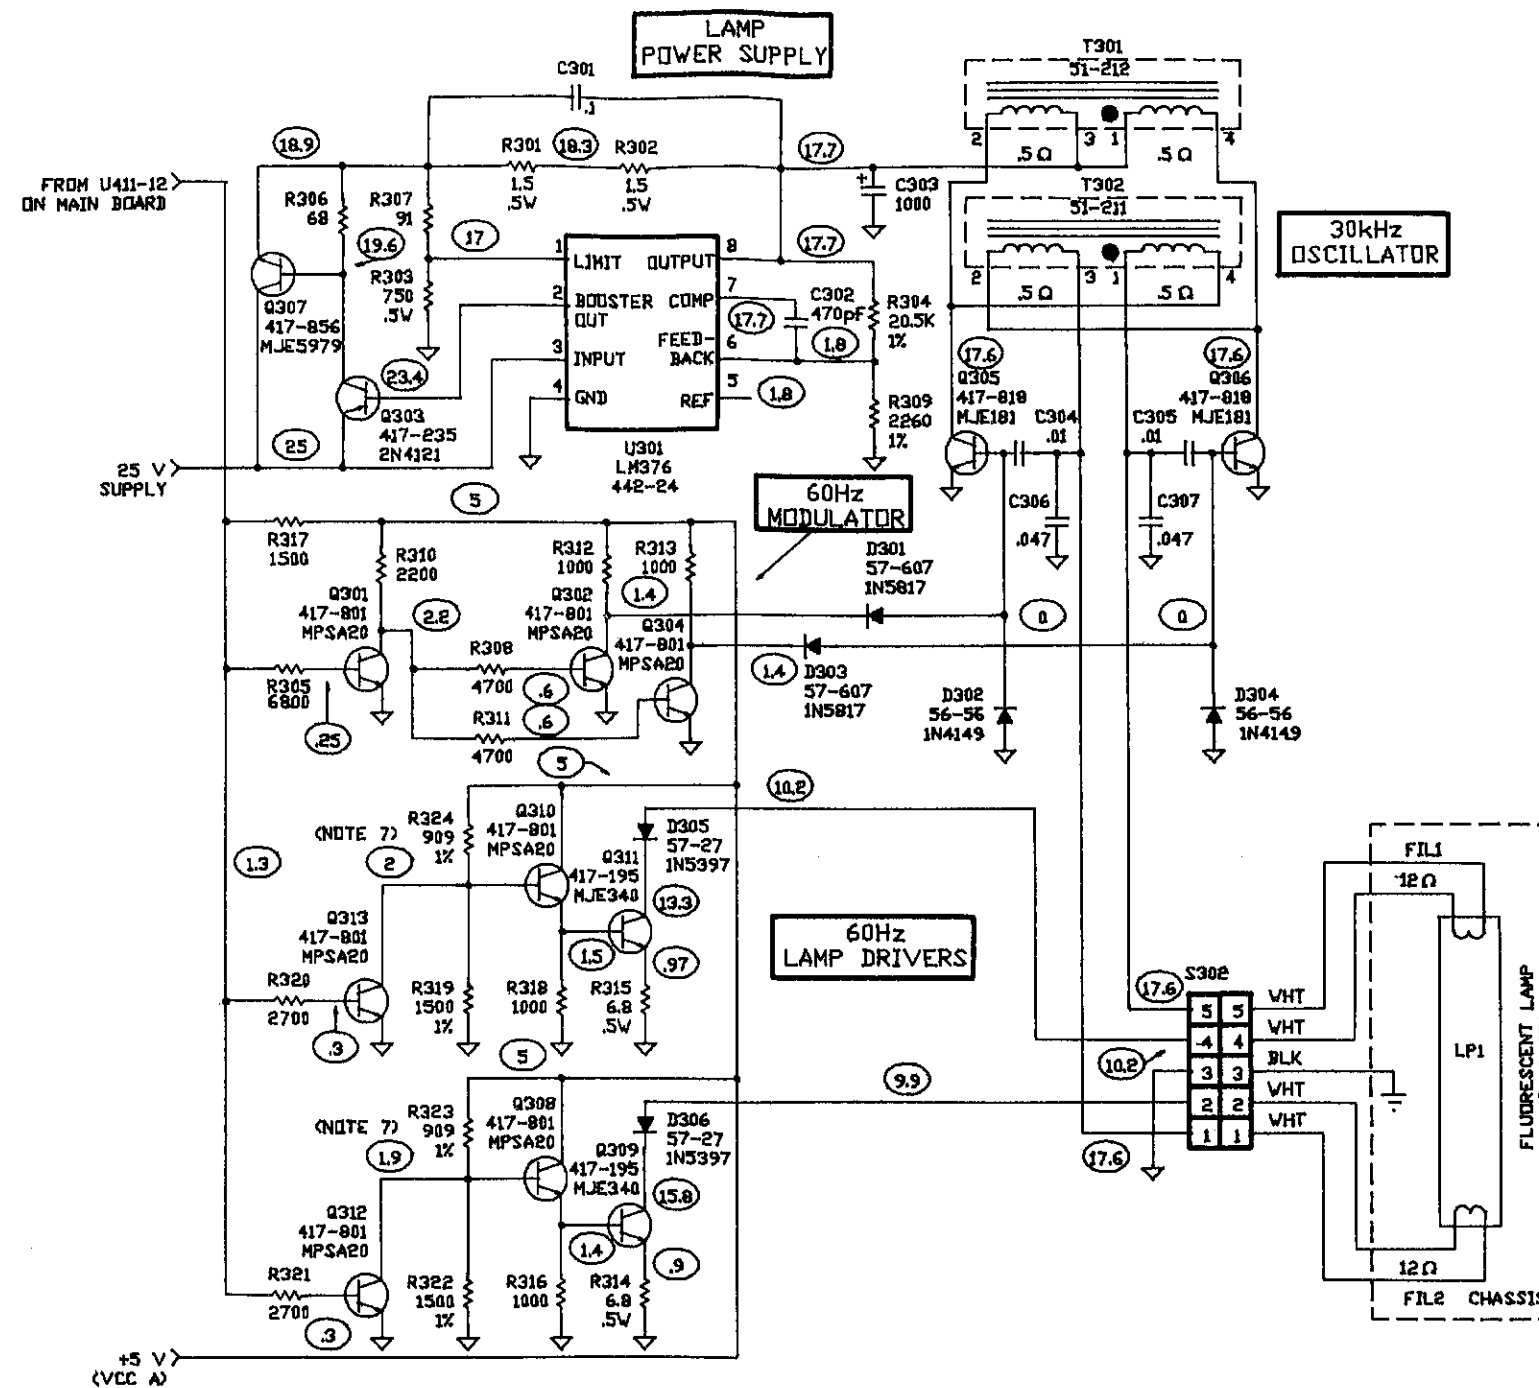 LAMP
POWER SUPPLY
C301
.1
T301
51-212
2
3
1
4
.5 Ω
.5 Ω
18.9
R301
1.5
.5W
18.3
R302
1.5
.5W
17.7
FROM U411-12
ON MAIN BOARD
R306
68
R307
91
C303
1000
+
T302
51-211
2
3
1
4
.5 Ω
.5 Ω
30kHz
OSCILLATOR
19.6
17
17.7
R303
750
.5W
1
LIMIT
OUTPUT
8
2
BOOSTER
OUT
COMP
7
3
INPUT
FEED-
BACK
6
4
GND
REF
5
U301
LM376
442-24
C302
470pF
17.7
1.8
1.8
R304
20.5K
1%
R309
2260
1%
Q307
417-856
MJE5979
23.4
Q303
417-235
2N4121
25
25 V
SUPPLY
17.6
Q305
417-818
MJE181
C304
.01
C305
.01
17.6
Q306
417-818
MJE181
C306
.047
C307
.047
5
60Hz
MODULATOR
R317
1500
R310
2200
R312
1000
R313
1000
D301
57-607
1N5817
Q301
417-801
MPSA20
2.2
Q302
417-801
MPSA20
1.4
Q304
417-801
MPSA20
0
0
R305
6800
R308
4700
.6
.6
R311
4700
.25
1.4
D303
57-607
1N5817
D302
56-56
1N4149
D304
56-56
1N4149
5
10.2
(NOTE 7)
R324
909
1%
Q310
417-801
MPSA20
D305
57-27
1N5397
1.3
2
Q311
417-195
MJE340
13.3
Q313
417-801
MPSA20
1.5
.97
60Hz
LAMP DRIVERS
R320
2700
R319
1500
1%
R318
1000
R315
6.8
.5W
.3
5
FIL1
12 Ω
S302
17.6
5 5
WHT
4 4
WHT
10.2
3 3
BLK
2 2
WHT
1 1
WHT
17.6
LP1
FLUORESCENT LAMP
9.9
(NOTE 7)
R323
909
1%
Q308
417-801
MPSA20
D306
57-27
1N5397
1.9
Q309
417-195
MJE340
15.8
Q312
417-801
MPSA20
1.4
.9
R321
2700
R322
1500
1%
R316
1000
R314
6.8
.5W
.3
12 Ω
FIL2 CHASSIS
+5 V
(VCC A)